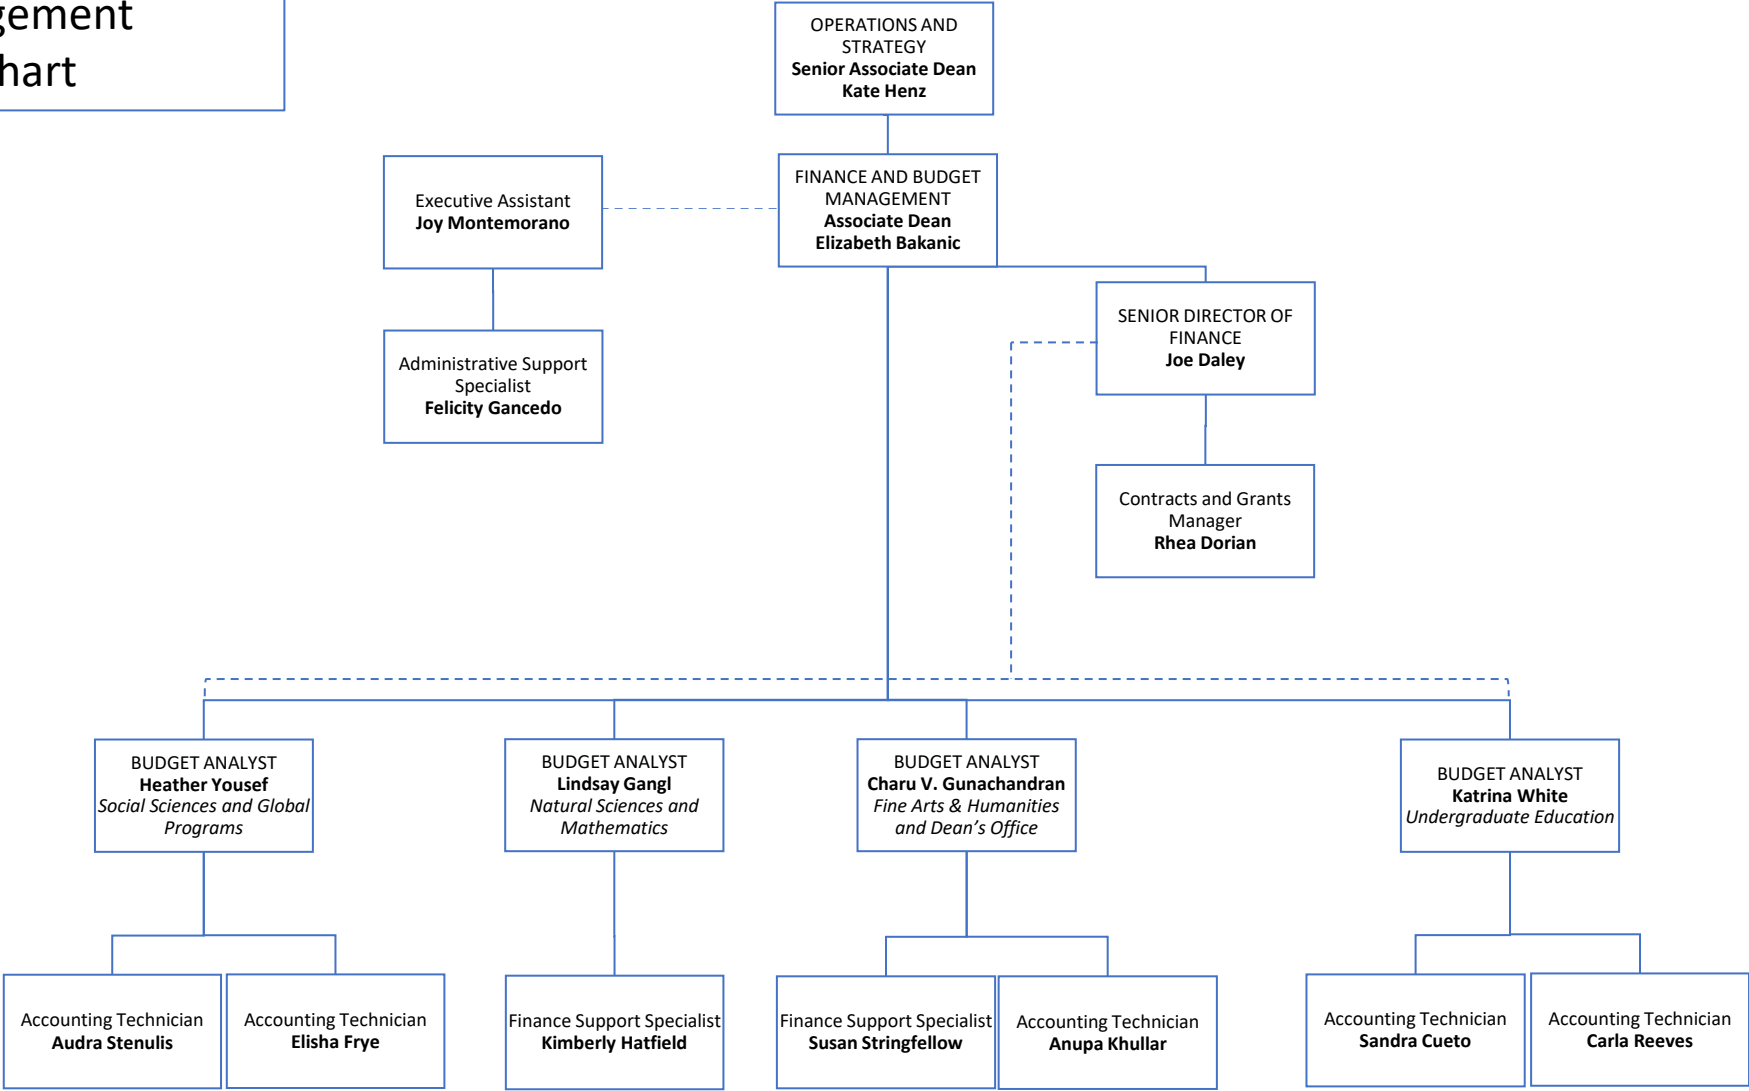 OPERATIONS AND
STRATEGY
Senior Associate Dean
Kate Henz
Executive Assistant
Joy Montemorano
FINANCE AND BUDGET
MANAGEMENT
Associate Dean
Elizabeth Bakanic
Administrative Support
Specialist
Felicity Gancedo
SENIOR DIRECTOR OF
FINANCE
Joe Daley
Contracts and Grants
Manager
Rhea Dorian
BUDGET ANALYST
Heather Yousef
Social Sciences and Global
Programs
BUDGET ANALYST
Lindsay Gangl
Natural Sciences and
Mathematics
BUDGET ANALYST
Charu V. Gunachandran
Fine Arts & Humanities
and Dean’s Office
BUDGET ANALYST
Katrina White
Undergraduate Education
Accounting Technician
Audra Stenulis
Accounting Technician
Elisha Frye
Finance Support Specialist
Kimberly Hatfield
Finance Support Specialist
Susan Stringfellow
Accounting Technician
Anupa Khullar
Accounting Technician
Sandra Cueto
Accounting Technician
Carla Reeves